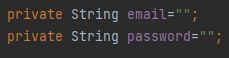 private String email="";
private String password="";